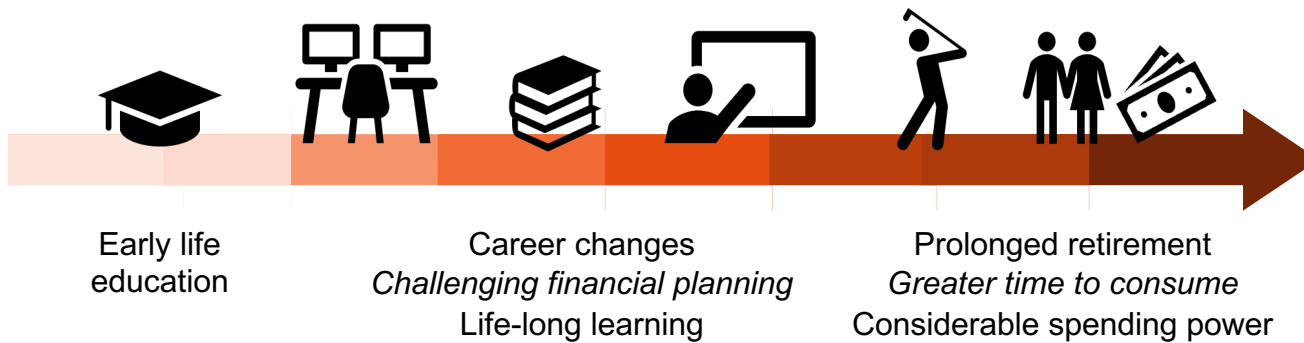 Early life
education
Career changes
Challenging financial planning
Life-long learning
Prolonged retirement
Greater time to consume
Considerable spending power